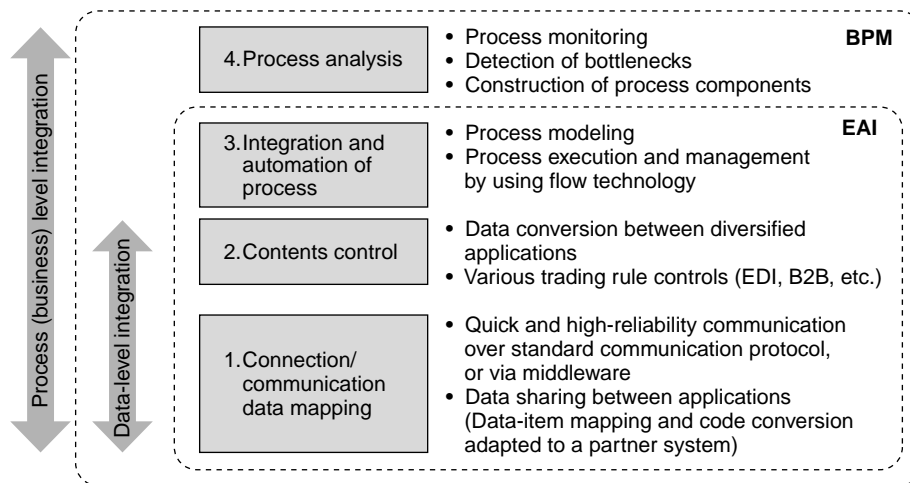 BPM
4. Process analysis
• Process monitoring
• Detection of bottlenecks
• Construction of process components
EAI
3. Integration and
automation of
process
• Process modeling
• Process execution and management
by using flow technology
2. Contents control
• Data conversion between diversified
applications
• Various trading rule controls (EDI, B2B, etc.)
1. Connection/
communication
data mapping
• Quick and high-reliability communication
over standard communication protocol,
or via middleware
• Data sharing between applications
(Data-item mapping and code conversion
adapted to a partner system)
Process (business) level integration
Data-level integration